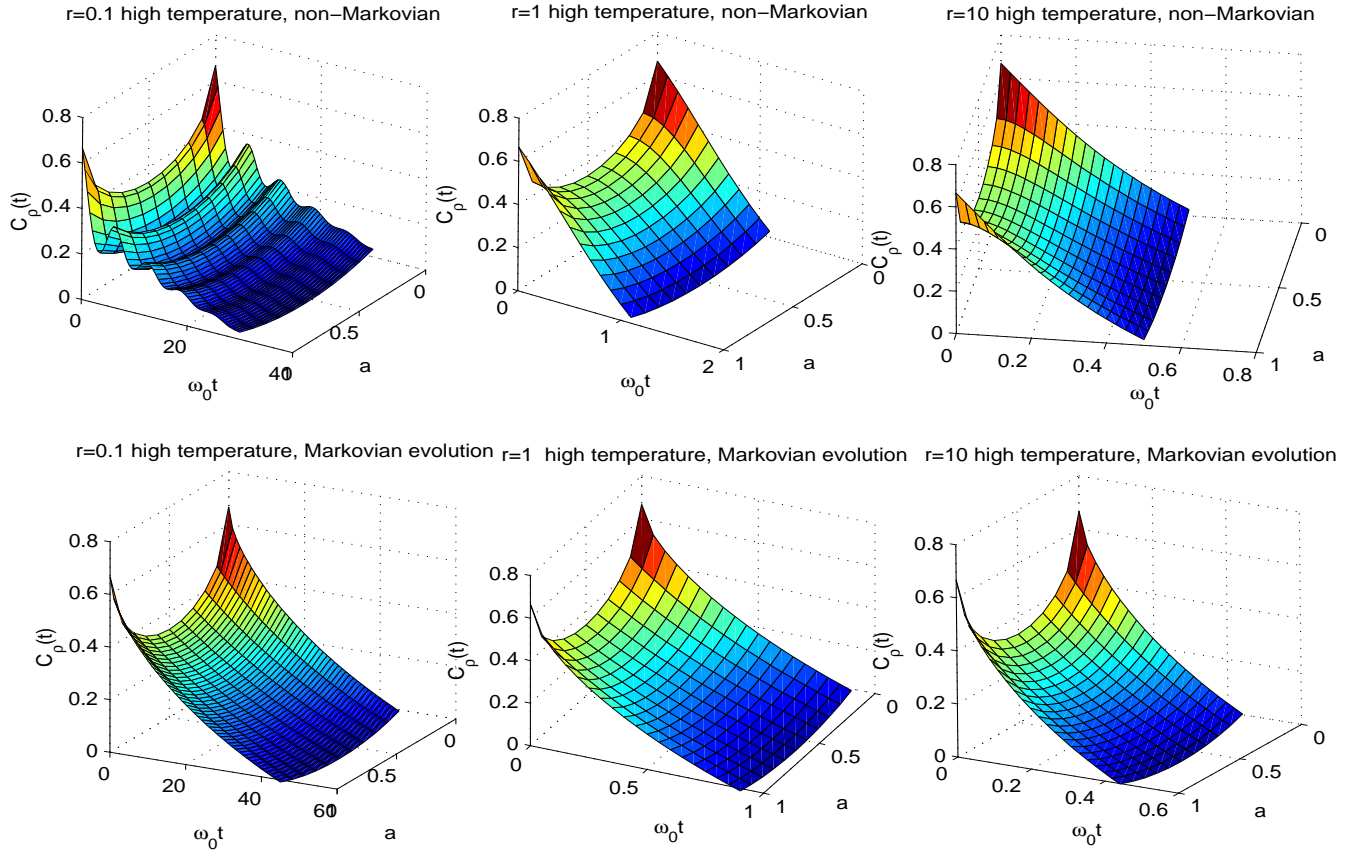 r=0.1 high temperature, non−Markovian
r=1 high temperature, non−Markovian
r=10 high temperature, non−Markovian
0.8
0.6
0.4
0.2
0
C_ρ(t)
0
20
40
ω₀t
1
0.5
0
a
0.8
0.6
0.4
0.2
0
C_ρ(t)
0
1
2
ω₀t
1
0.5
0
a
0.8
0.6
0.4
0.2
0
C_ρ(t)
0
0.2
0.4
0.6
0.8
ω₀t
1
0.5
0
a
r=0.1 high temperature, Markovian evolution
r=1 high temperature, Markovian evolution
r=10 high temperature, Markovian evolution
0.8
0.6
0.4
0.2
0
C_ρ(t)
0
20
40
60
ω₀t
1
0.5
0
a
0.8
0.6
0.4
0.2
0
C_ρ(t)
0
0.5
1
ω₀t
1
0.5
0
a
0.8
0.6
0.4
0.2
0
C_ρ(t)
0
0.2
0.4
0.6
ω₀t
1
0.5
0
a